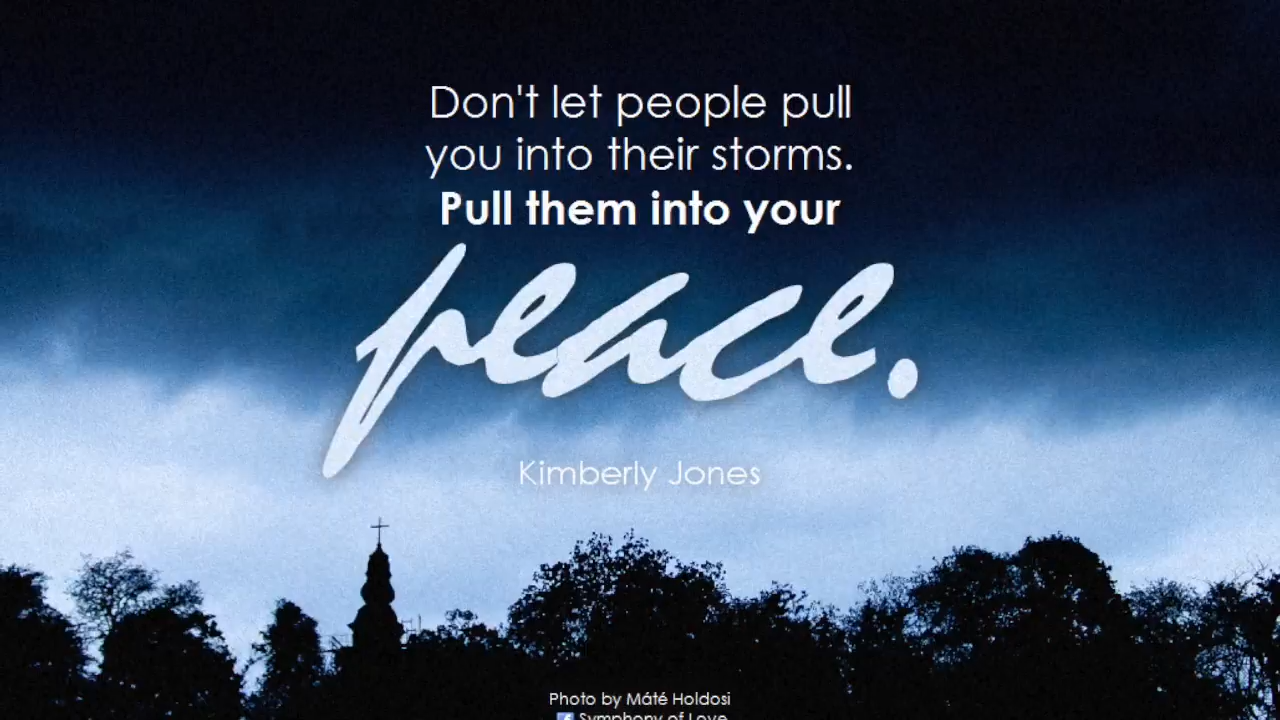 Don't let people pull
you into their storms.
Pull them into your
peace.
Kimberly Jones
Photo by Máté Holdosi
Symphony of Love